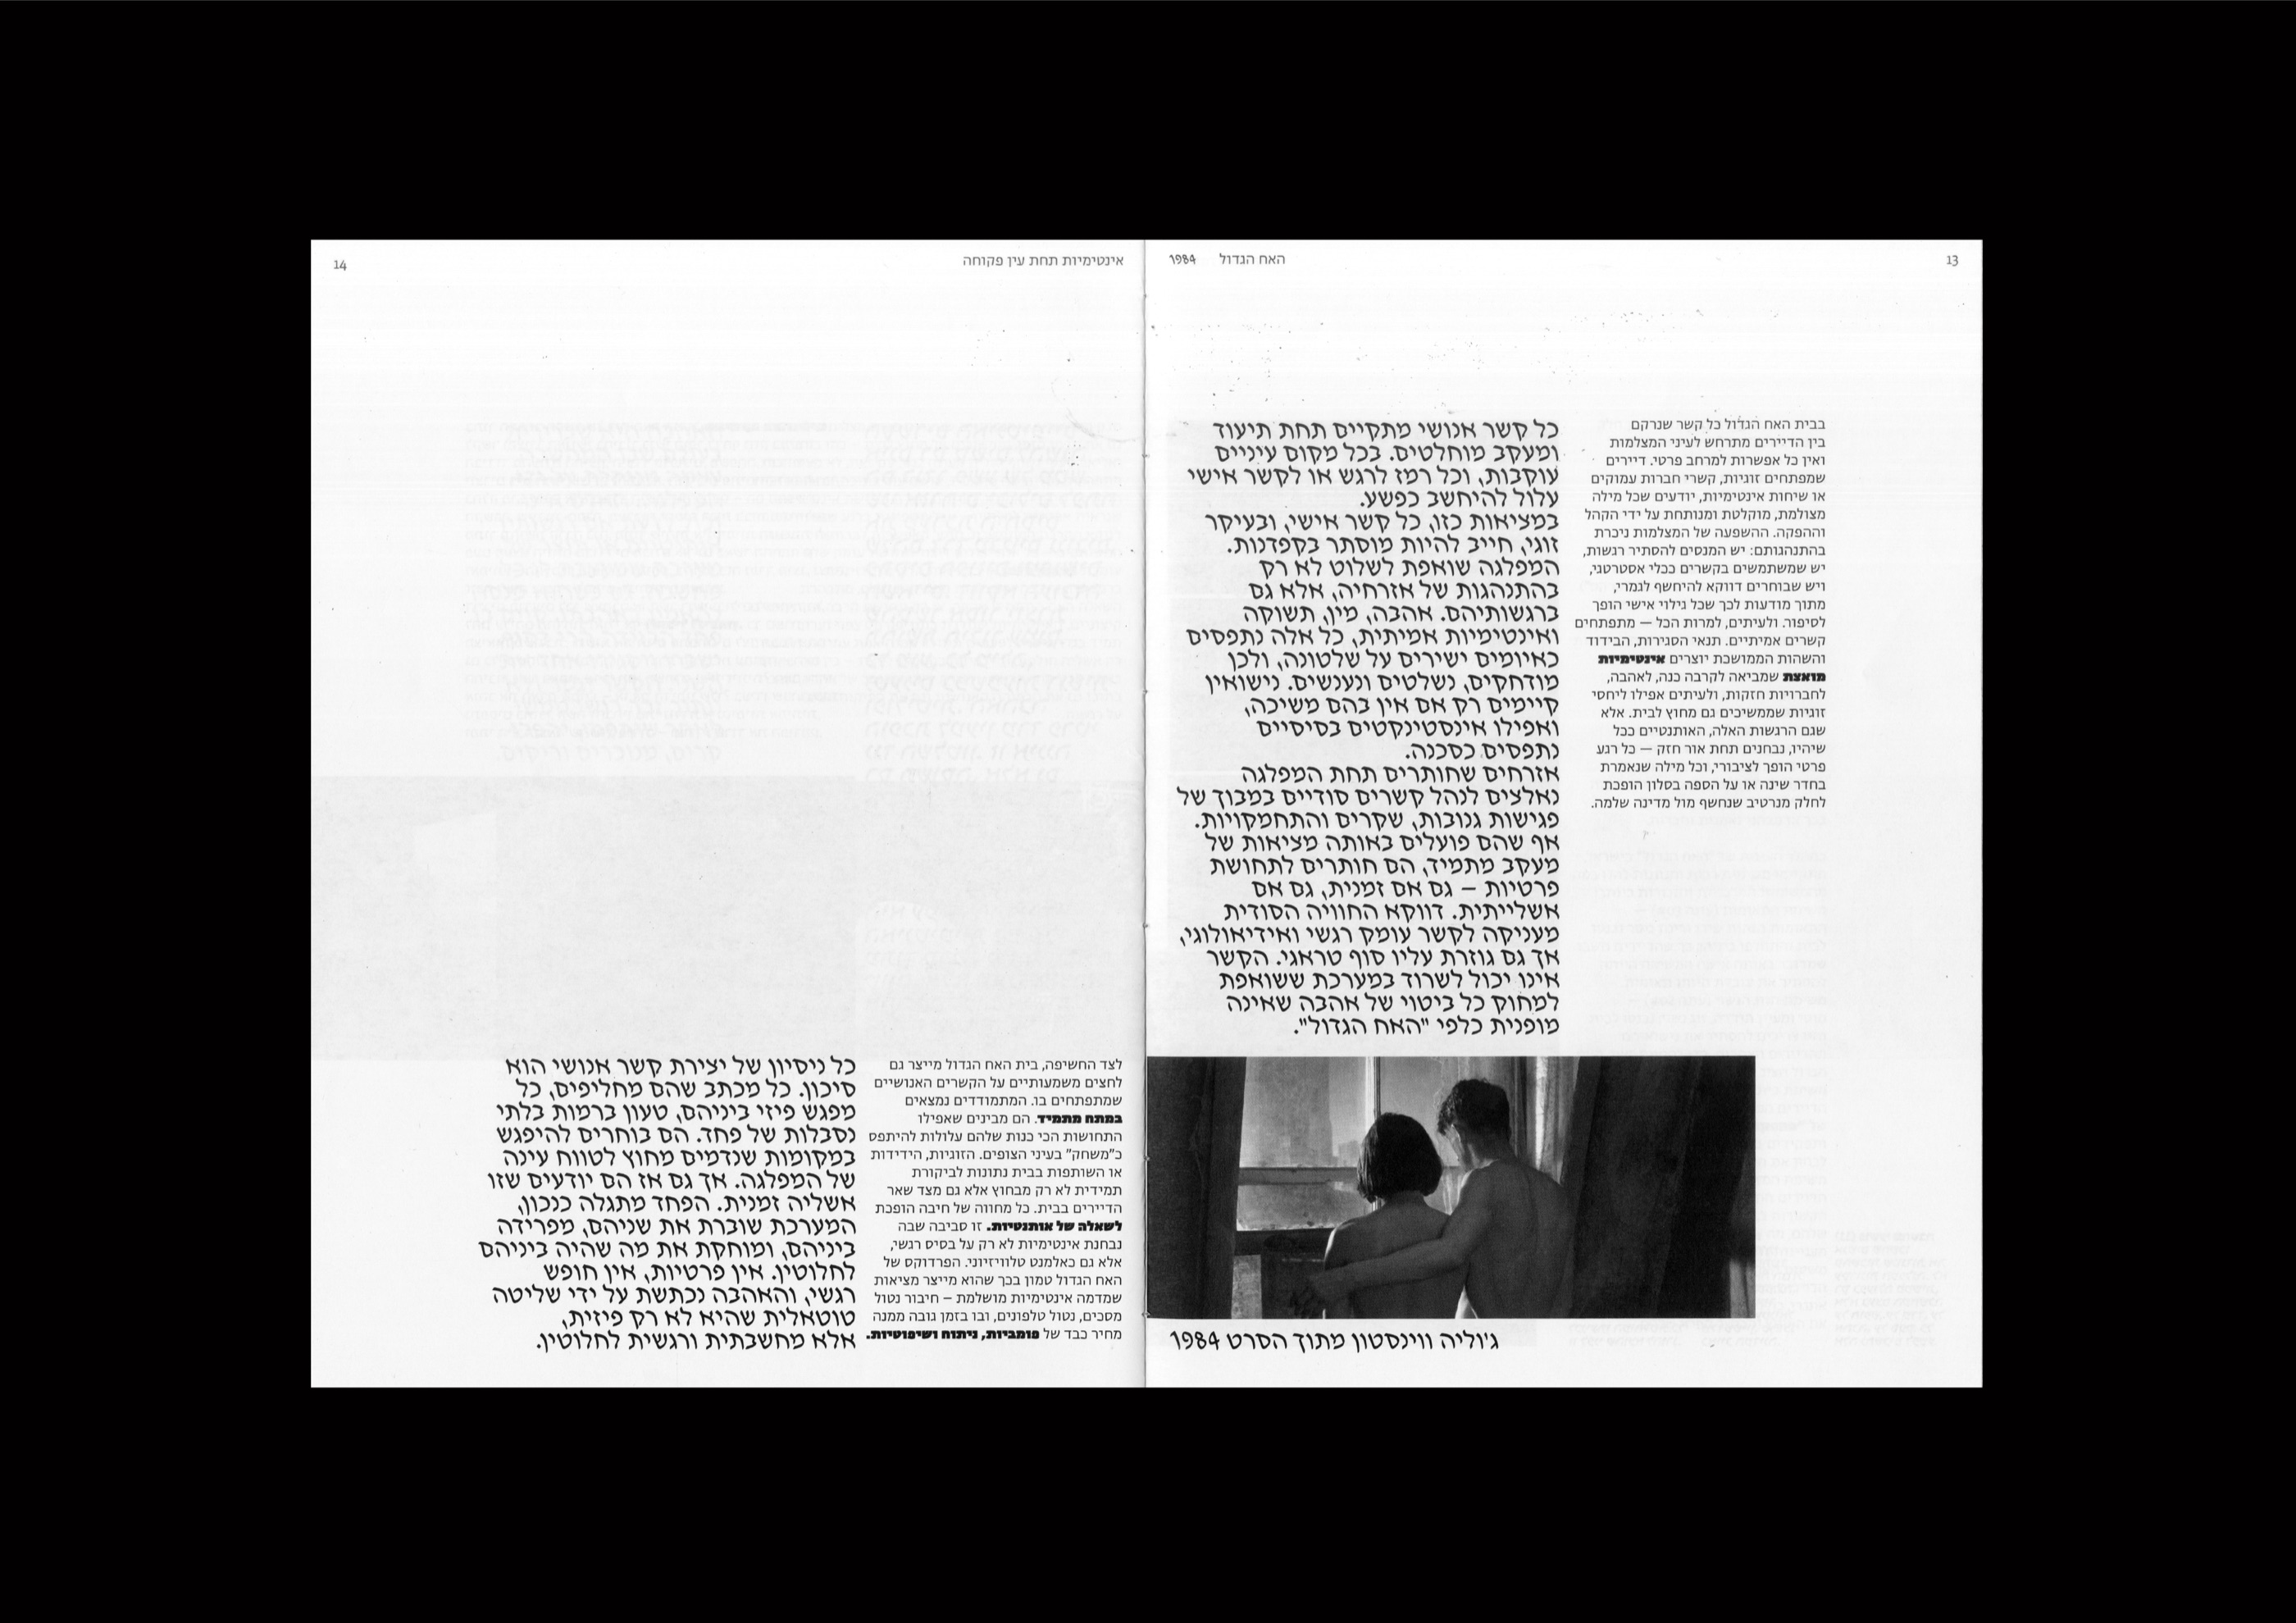 13
האח הגדול 1984
בבית האח הגדול כל קשר שנרקם
בין הדיירים מתרחש לעיני המצלמות
ואין כל אפשרות למרחב פרטי. דיירים
שמפתחים זוגיות, קשרי חברות עמוקים
או שיחות אינטימיות, יודעים שכל מילה
מצולמת, מוקלטת ומנותחת על ידי הקהל
וההפקה. ההשפעה של המצלמות ניכרת
בהתנהגותם: יש המנסים להסתיר רגשות,
יש שמשתמשים בקשרים ככלי אסטרטגי,
ויש שבוחרים דווקא להיחשף לגמרי,
מתוך מודעות לכך שכל גילוי אישי הופך
לסיפור. ולעיתים, למרות הכל – מתפתחים
קשרים אמיתיים. תנאי הסגירות, הבידוד
והשהות הממושכת יוצרים אינטימיות
מואצת שמביאה לקרבה כנה, לאהבה,
לחברויות חזקות, ולעיתים אפילו ליחסי
זוגיות שממשיכים גם מחוץ לבית. אלא
שגם הרגשות האלה, האותנטיים ככל
שיהיו, נבחנים תחת אור חזק – כל רגע
פרטי הופך לציבורי, וכל מילה שנאמרת
בחדר שינה או על הספה בסלון הופכת
לחלק מנרטיב שנחשף מול מדינה שלמה.
כל קשר אנושי מתקיים תחת תיעוד
ומעקב מוחלטים. בכל מקום עיניים
עוקבות, וכל רמז לרגש או לקשר אישי
עלול להיחשב כפשע.
במציאות כזו, כל קשר אישי, ובעיקר
זוגי, חייב להיות מוסתר בקפדנות.
המפלגה שואפת לשלוט לא רק
בהתנהגות של אזרחיה, אלא גם
ברגשותיהם. אהבה, מין, תשוקה
ואינטימיות אמיתית, כל אלה נתפסים
כאיומים ישירים על שלטונה, ולכן
מודחקים, נשלטים ונענשים. נישואין
קיימים רק אם אין בהם משיכה,
ואפילו אינסטינקטים בסיסיים
נתפסים כסכנה.
אזרחים שחותרים תחת המפלגה
נאלצים לנהל קשרים סודיים במבוך של
פגישות גנובות, שקרים והתחמקויות.
אף שהם פועלים באותה מציאות של
מעקב מתמיד, הם חותרים לתחושת
פרטיות – גם אם זמנית, גם אם
אשלייתית. דווקא החוויה הסודית
מעניקה לקשר עומק רגשי ואידיאולוגי,
אך גם גוזרת עליו סוף טראגי. הקשר
אינו יכול לשרוד במערכת ששואפת
למחוק כל ביטוי של אהבה שאינה
מופנית כלפי "האח הגדול".
ג'וליה ווינסטון מתוך הסרט 1984
אינטימיות תחת עין פקוחה
14
לצד החשיפה, בית האח הגדול מייצר גם
לחצים משמעותיים על הקשרים האנושיים
שמתפתחים בו. המתמודדים נמצאים
במתח מתמיד. הם מבינים שאפילו
התחושות הכי כנות שלהם עלולות להיתפס
כ"משחק" בעיני הצופים. הזוגיות, הידידות
או השותפות בבית נתונות לביקורת
תמידית לא רק מבחוץ אלא גם מצד שאר
הדיירים בבית. כל מחווה של חיבה הופכת
לשאלה של אותנטיות. זו סביבה שבה
נבחנת אינטימיות לא רק על בסיס רגשי,
אלא גם כאלמנט טלוויזיוני. הפרדוקס של
האח הגדול טמון בכך שהוא מייצר מציאות
שמדמה אינטימיות מושלמת – חיבור נטול
מסכים, נטול טלפונים, ובו בזמן גובה ממנה
מחיר כבד של פומביות, ניתוח ושיפוטיות.
כל ניסיון של יצירת קשר אנושי הוא
סיכון. כל מכתב שהם מחליפים, כל
מפגש פיזי ביניהם, טעון ברמות בלתי
נסבלות של פחד. הם בוחרים להיפגש
במקומות שנדמים מחוץ לטווח עינה
של המפלגה. אך גם אז הם יודעים שזו
אשליה זמנית. הפחד מתגלה כנכון,
המערכת שוברת את שניהם, מפרידה
ביניהם, ומוחקת את מה שהיה ביניהם
לחלוטין. אין פרטיות, אין חופש
רגשי, והאהבה נכתשת על ידי שליטה
טוטאלית שהיא לא רק פיזית,
אלא מחשבתית ורגשית לחלוטין.